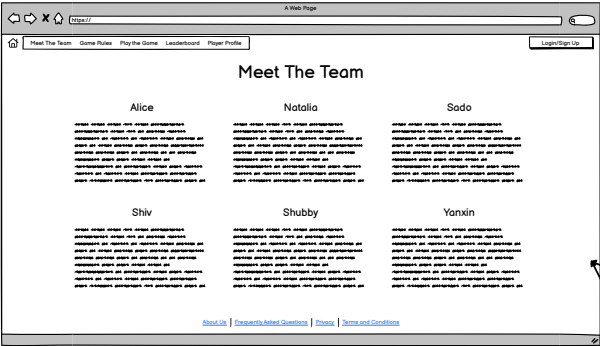 A Web Page
https://
Meet The Team Game Rules Play the Game Leaderboard Player Profile
Login/Sign Up
Meet The Team
Alice Natalia Sado
Shiv Shubby Yanxin
About Us | Frequently Asked Questions | Privacy | Terms and Conditions